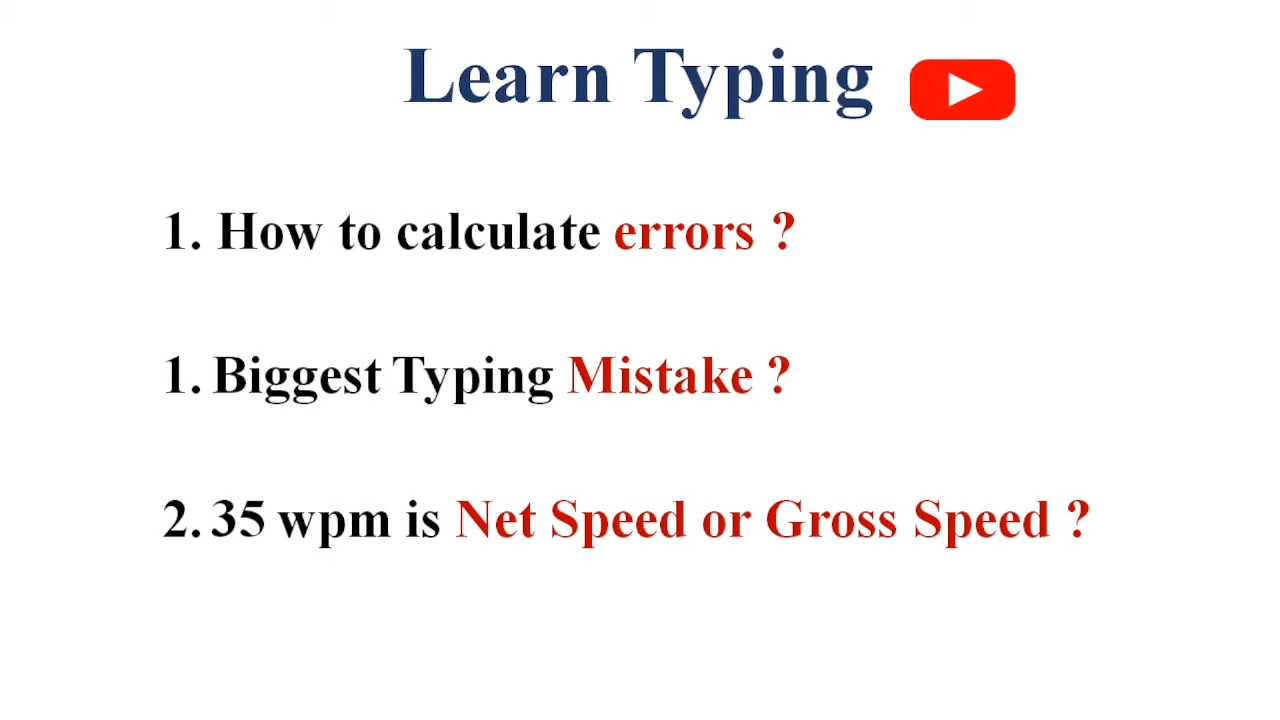 Learn Typing
1. How to calculate errors ?
1. Biggest Typing Mistake ?
2. 35 wpm is Net Speed or Gross Speed ?